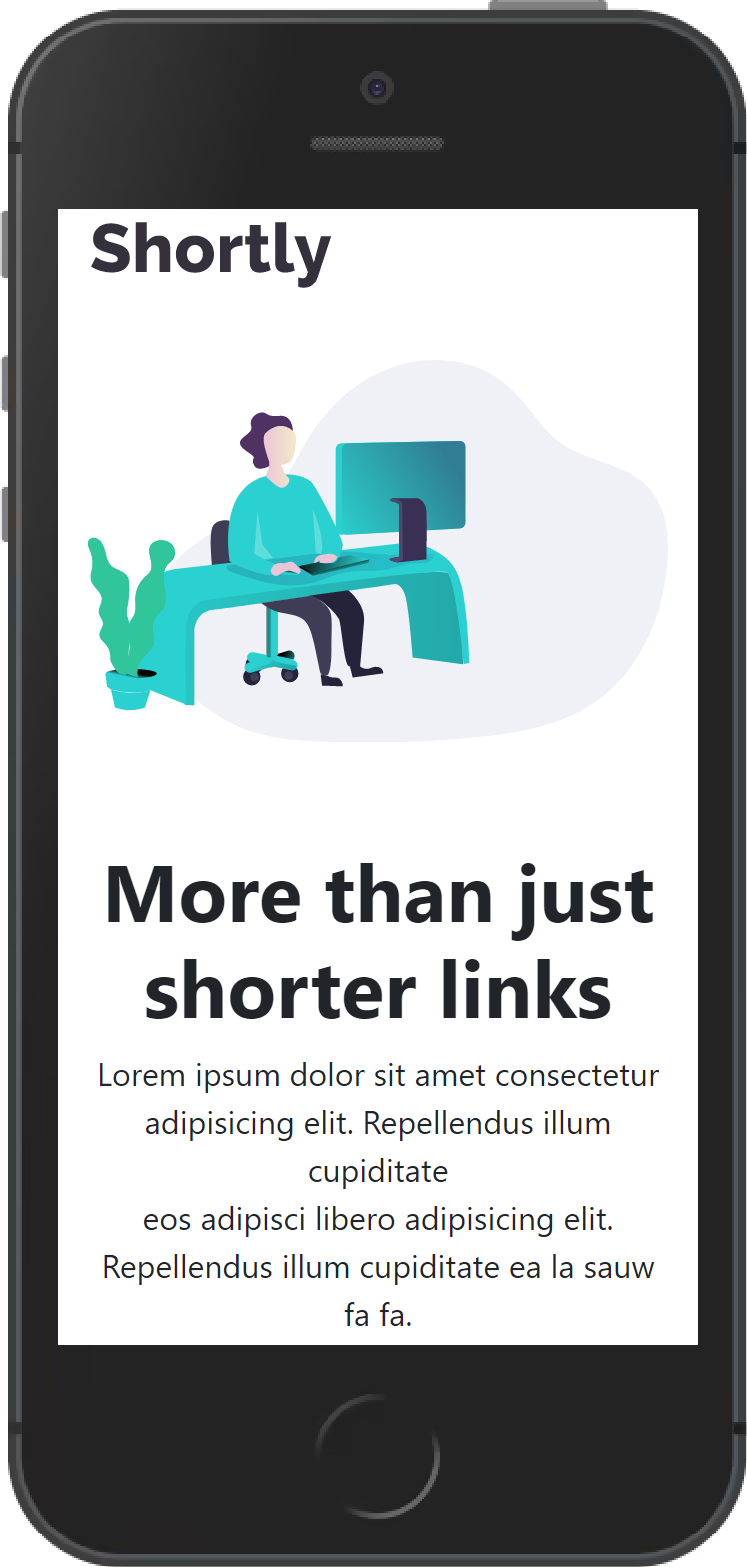 Shortly
More than just
shorter links
Lorem ipsum dolor sit amet consectetur
adipisicing elit. Repellendus illum
cupiditate
eos adipisci libero adipisicing elit.
Repellendus illum cupiditate ea la sauw
fa fa.